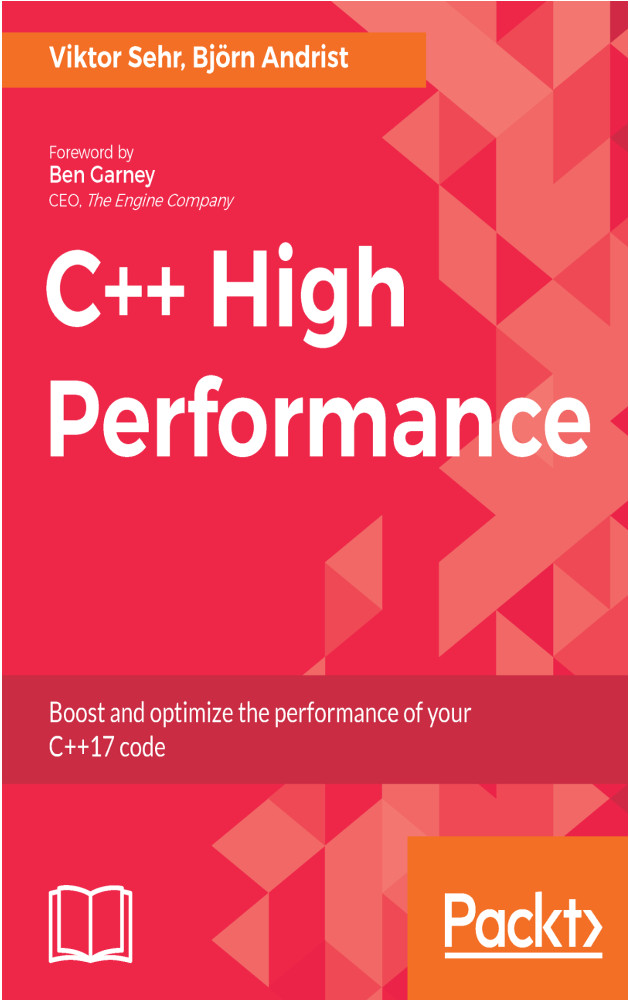 Viktor Sehr, Björn Andrist
Foreword by
Ben Garney
CEO, The Engine Company
C++ High
Performance
Boost and optimize the performance of your
C++17 code
Packt>